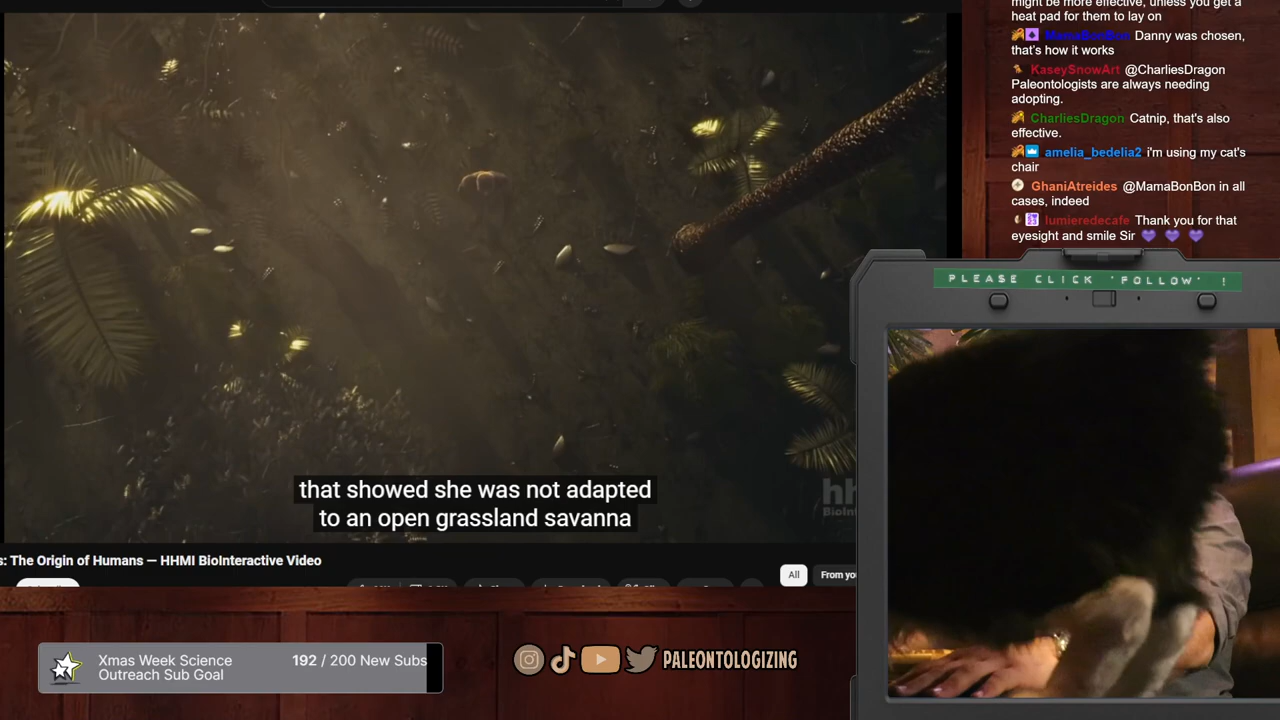 might be more effective, unless you get a
heat pad for them to lay on
MamaBonBon Danny was chosen,
that's how it works
KaseySnowArt @CharliesDragon
Paleontologists are always needing
adopting.
CharliesDragon Catnip, that's also
effective.
amelia_bedelia2 i'm using my cat's
chair
GhaniAtreides @MamaBonBon in all
cases, indeed
lumieredecafe Thank you for that
eyesight and smile Sir 💜 💜 💜
PLEASE CLICK 'FOLLOW' !
that showed she was not adapted
to an open grassland savanna
s: The Origin of Humans — HHMI BioInteractive Video
All
From you
Xmas Week Science
Outreach Sub Goal
192 / 200 New Subs
PALEONTOLOGIZING